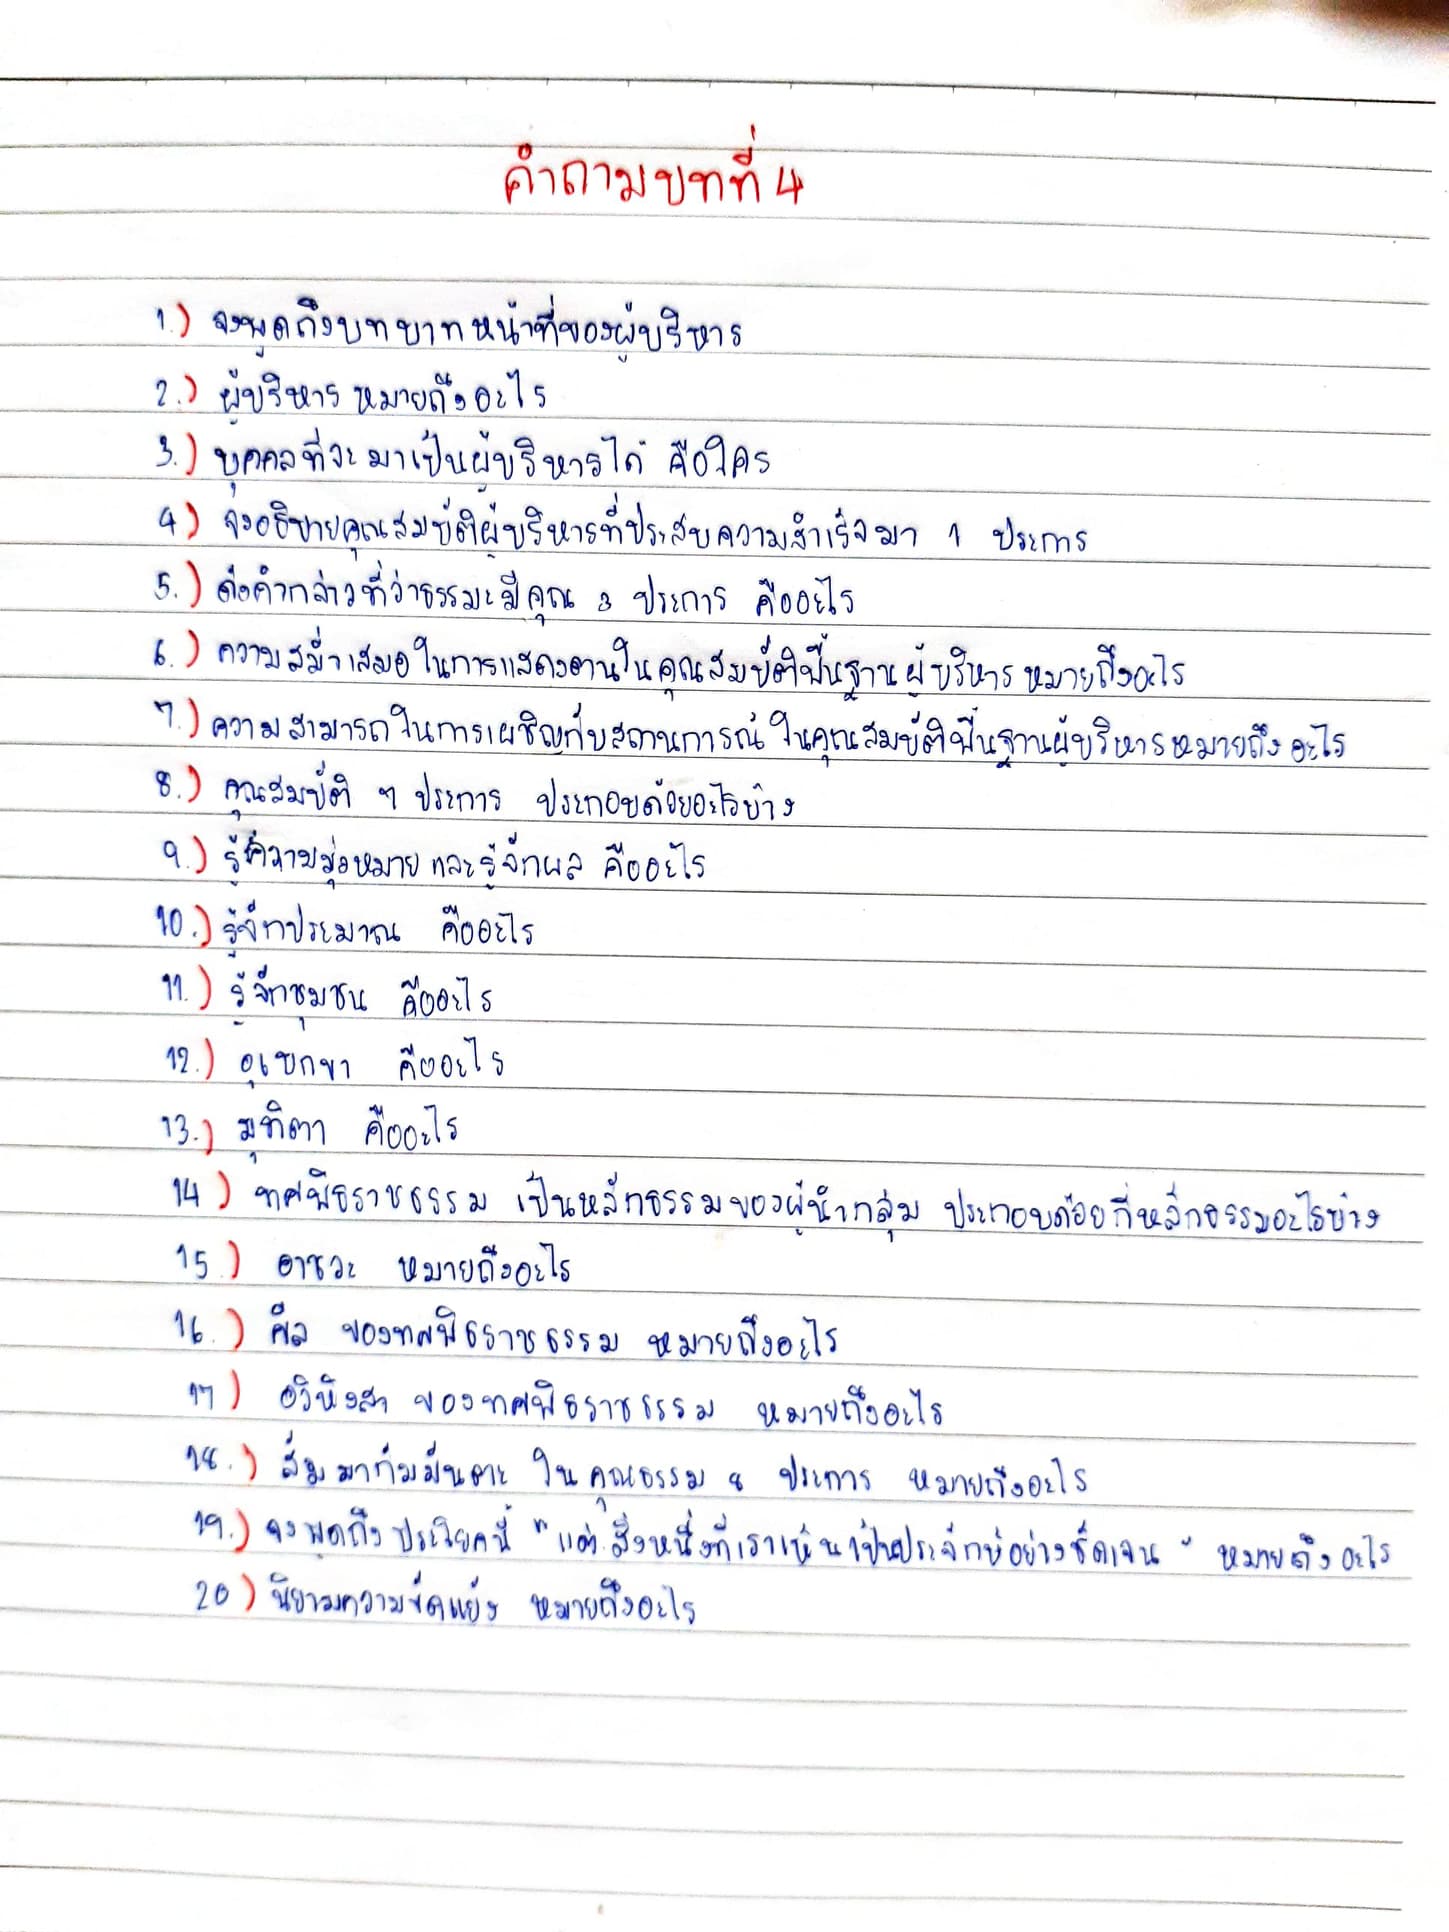 คำถามบทที่ 4
1.) จงพูดถึงบทบาทหน้าที่ของผู้บริหาร
2.) ผู้บริหาร หมายถึงอะไร
3.) บุคคลที่จะมาเป็นผู้บริหารได้ คือใคร
4) จงอธิบายคุณสมบัติผู้บริหารที่ประสบความสำเร็จมา 1 ประการ
5.) ดังคำกล่าวที่ว่าธรรมะมีคุณ 3 ประการ คืออะไร
6.) ความสม่ำเสมอในการแสดงตานในคุณสมบัติพื้นฐานผู้บริหาร หมายถึงอะไร
7.) ความสามารถในการเผชิญกับสถานการณ์ ในคุณสมบัติพื้นฐานผู้บริหารหมายถึง อะไร
8.) คุณสมบัติ ๗ ประการ ประกอบด้วยอะไรบ้าง
9.) รู้ความมุ่งหมาย และรู้จักผล คืออะไร
10.) รู้จักประมาณ คืออะไร
11.) รู้จักชุมชน คืออะไร
12.) อุเบกขา คืออะไร
13.) มุทิตา คืออะไร
14) ทศพิธราชธรรม เป็นหลักธรรมของผู้นำกลุ่ม ประกอบด้วยกี่หลักธรรมอะไรบ้าง
15.) อาชวะ หมายถึงอะไร
16.) ศีล ของทศพิธราชธรรม หมายถึงอะไร
17) อวิหิงสา ของทศพิธราชธรรม หมายถึงอะไร
18.) สัมมากัมมันตะ ในคุณธรรม 8 ประการ หมายถึงอะไร
19.) จงพูดถึงประโยคนี้ "แต่สิ่งหนึ่งที่เราเห็นเป็นประจักษ์อย่างชัดเจน" หมายถึง อะไร
20) นิยามความขัดแย้ง หมายถึงอะไร